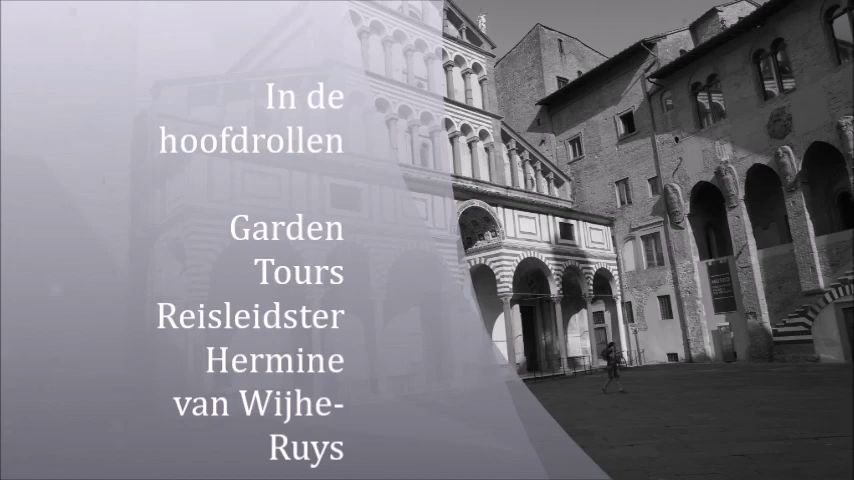 In de
hoofdrollen
Garden
Tours
Reisleidster
Hermine
van Wijhe-
Ruys